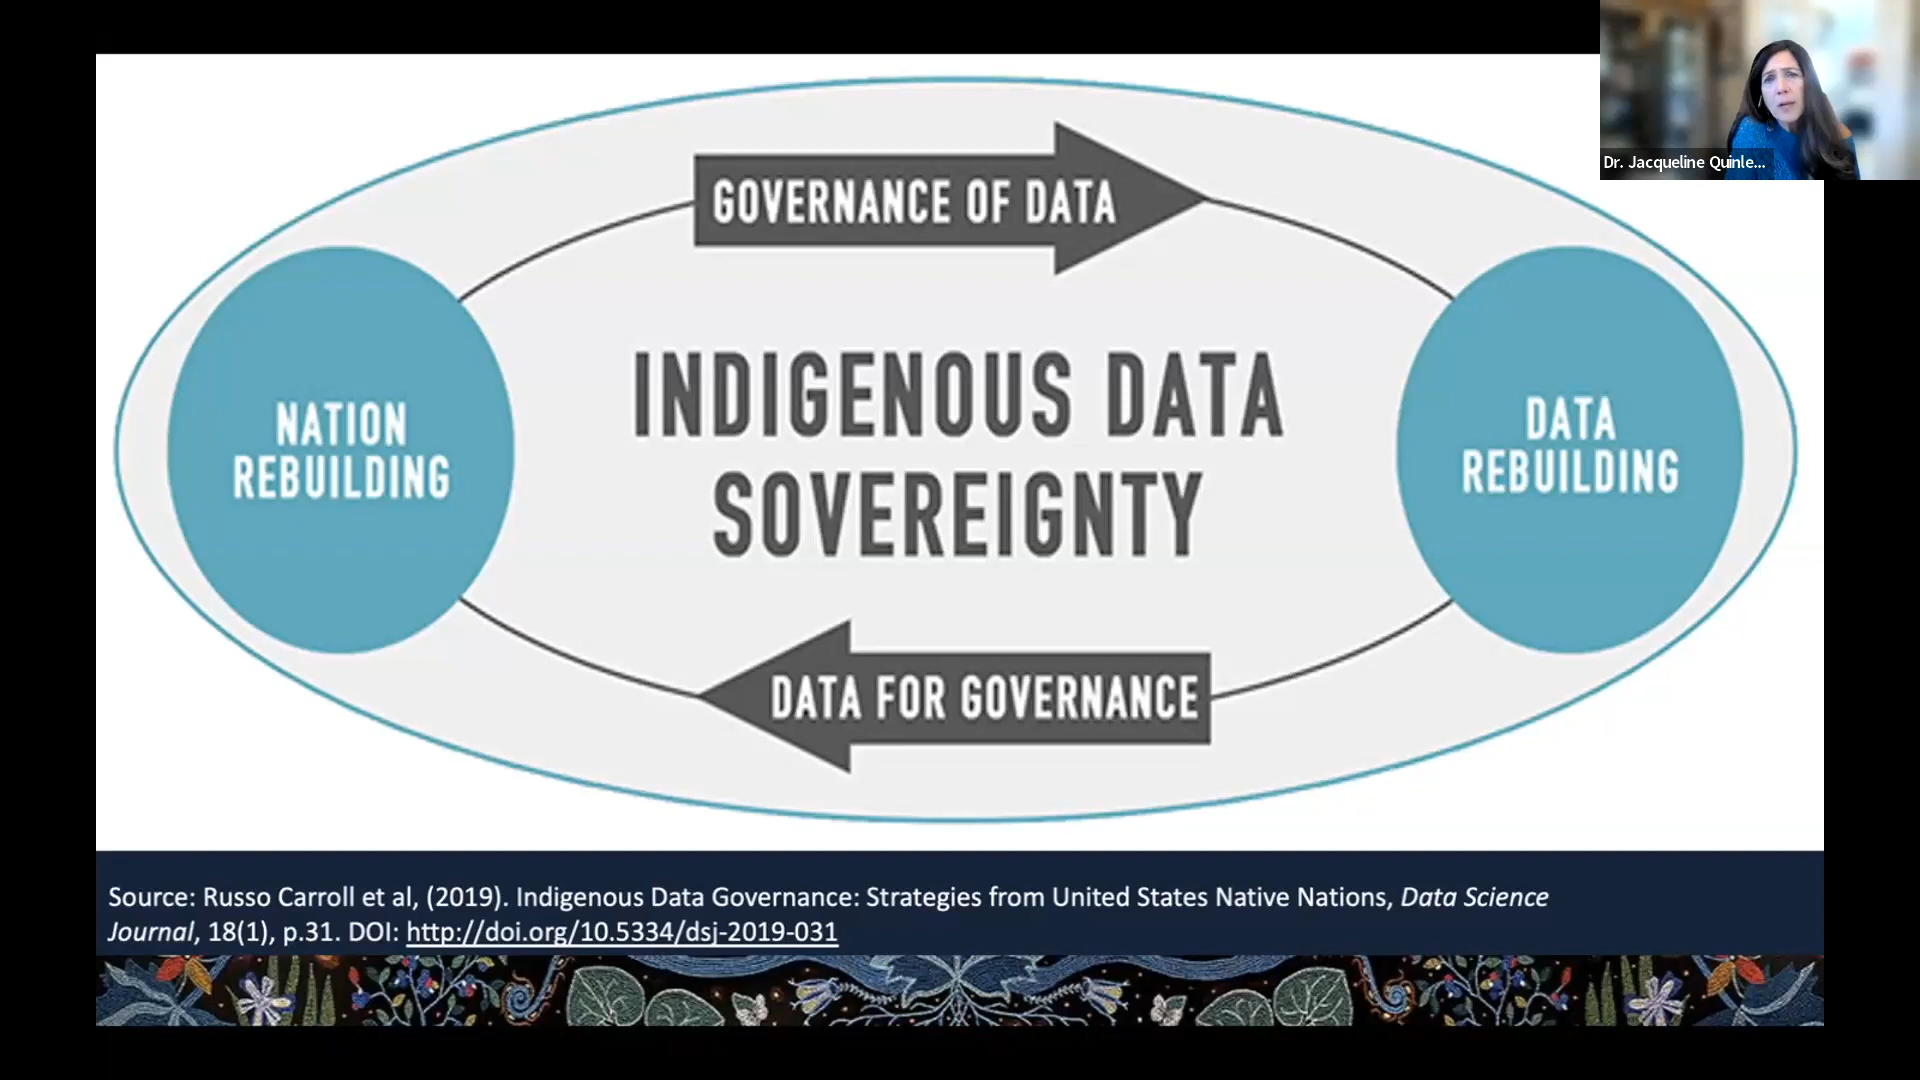 Dr. Jacqueline Quinle...
GOVERNANCE OF DATA
NATION
REBUILDING
INDIGENOUS DATA
SOVEREIGNTY
DATA
REBUILDING
DATA FOR GOVERNANCE
Source: Russo Carroll et al, (2019). Indigenous Data Governance: Strategies from United States Native Nations, Data Science
Journal, 18(1), p.31. DOI: http://doi.org/10.5334/dsj-2019-031